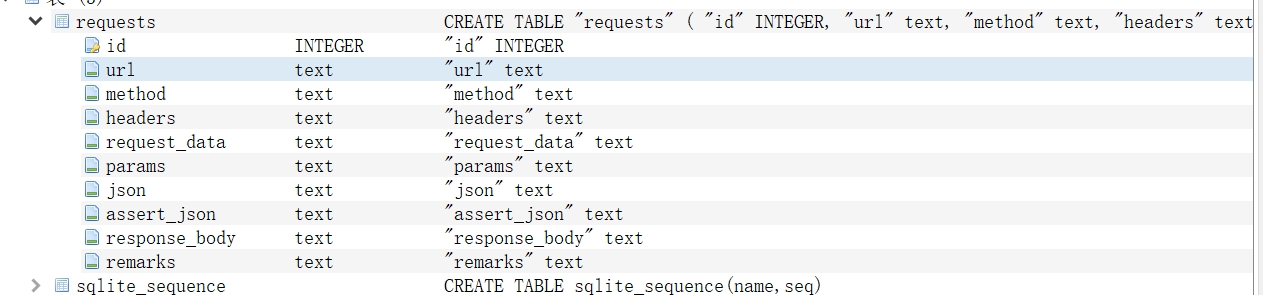 requests CREATE TABLE "requests" ( "id" INTEGER, "url" text, "method" text, "headers" text
id INTEGER "id" INTEGER
url text "url" text
method text "method" text
headers text "headers" text
request_data text "request_data" text
params text "params" text
json text "json" text
assert_json text "assert_json" text
response_body text "response_body" text
remarks text "remarks" text
sqlite_sequence CREATE TABLE sqlite_sequence(name,seq)